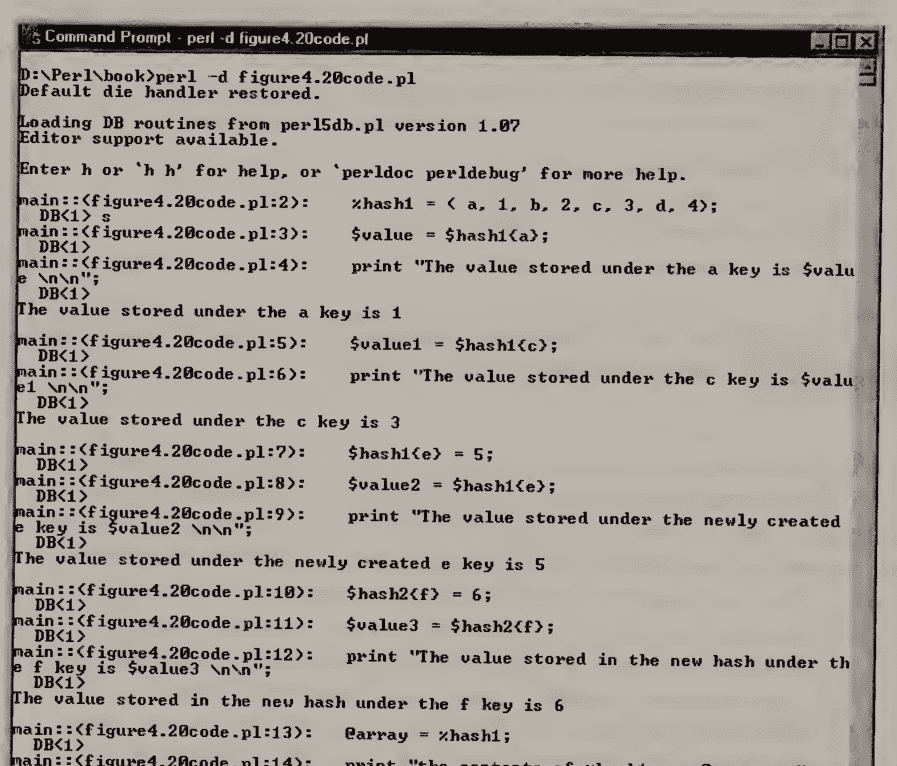 Command Prompt - perl -d figure4.20code.pl
D:\Perl\book>perl -d figure4.20code.pl
Default die handler restored.
Loading DB routines from perl5db.pl version 1.07
Editor support available.
Enter h or `h h' for help, or `perldoc perldebug' for more help.
main::(figure4.20code.pl:2):    %hash1 = ( a, 1, b, 2, c, 3, d, 4);
  DB<1> s
main::(figure4.20code.pl:3):    $value = $hash1{a};
  DB<1>
main::(figure4.20code.pl:4):    print "The value stored under the a key is $valu
e \n\n";
  DB<1>
The value stored under the a key is 1
main::(figure4.20code.pl:5):    $value1 = $hash1{c};
  DB<1>
main::(figure4.20code.pl:6):    print "The value stored under the c key is $valu
e1 \n\n";
  DB<1>
The value stored under the c key is 3
main::(figure4.20code.pl:7):    $hash1{e} = 5;
  DB<1>
main::(figure4.20code.pl:8):    $value2 = $hash1{e};
  DB<1>
main::(figure4.20code.pl:9):    print "The value stored under the newly created
e key is $value2 \n\n";
  DB<1>
The value stored under the newly created e key is 5
main::(figure4.20code.pl:10):   $hash2{f} = 6;
  DB<1>
main::(figure4.20code.pl:11):   $value3 = $hash2{f};
  DB<1>
main::(figure4.20code.pl:12):   print "The value stored in the new hash under th
e f key is $value3 \n\n";
  DB<1>
The value stored in the new hash under the f key is 6
main::(figure4.20code.pl:13):   @array = %hash1;
  DB<1>
main::(figure4.20code.pl:14):   print "the contents of